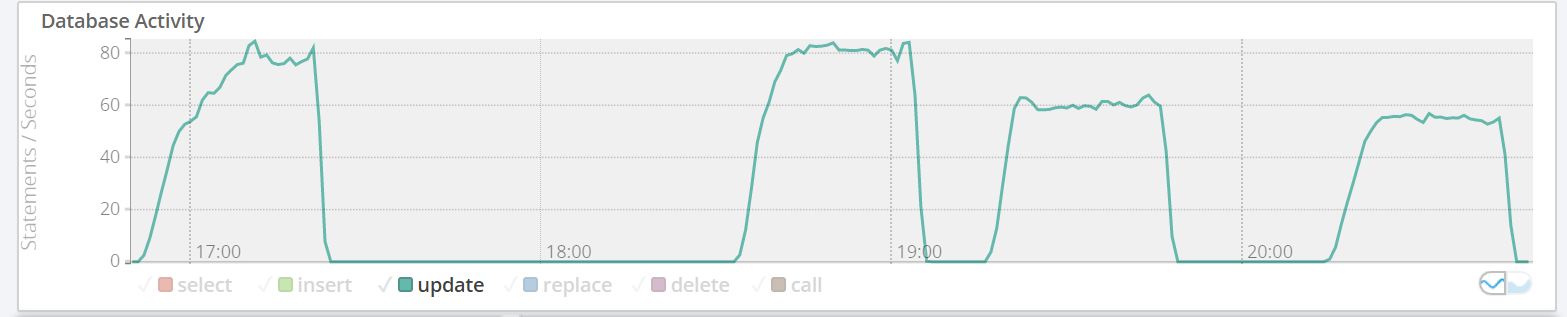 Database Activity
Statements / Seconds
80
60
40
20
0
17:00 18:00 19:00 20:00
select insert update replace delete call